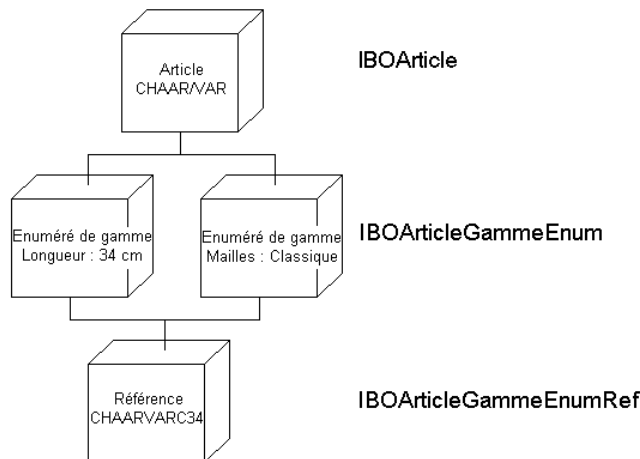 Article
CHAAR/VAR
IBOArticle
Enuméré de gamme
Longueur : 34 cm
Enuméré de gamme
Mailles : Classique
IBOArticleGammeEnum
Référence
CHAARVARC34
IBOArticleGammeEnumRef